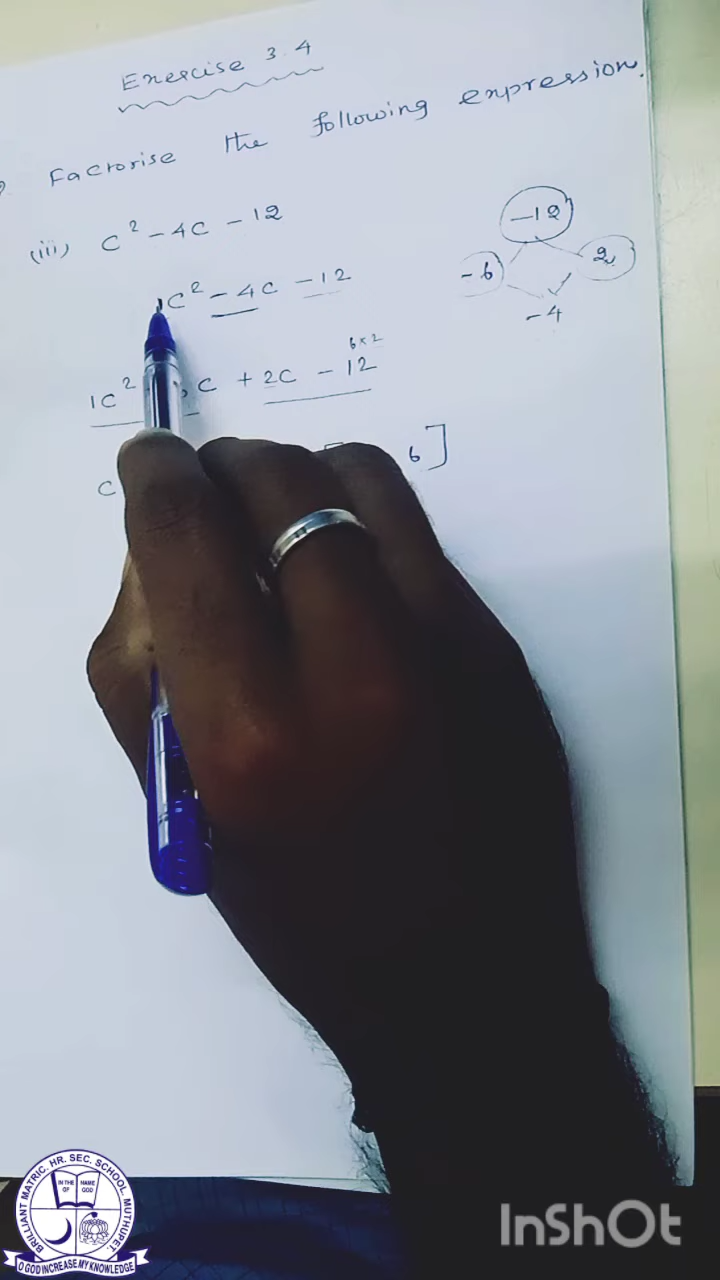 Exercise 3.4
Factorise the following expression.
(iii) c² - 4c - 12
1c² - 4c - 12
-12
-6 2
-4
6×2
1c² c + 2c - 12
c 6]
BRILLIANT MATRIC. HR. SEC. SCHOOL, MUTHUPET.
IN THE NAME OF GOD
O GOD INCREASE MY KNOWLEDGE
InShOt